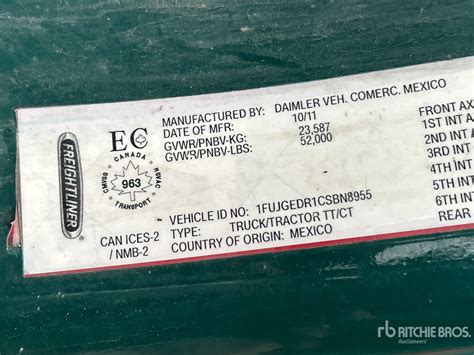 MANUFACTURED BY: DAIMLER VEH. COMERC. MEXICO
DATE OF MFR: 10/11
GVWR/PNBV-KG: 23,587
GVWR/PNBV-LBS: 52,000
FRONT AX
1ST INT A
2ND INT
3RD INT
4TH INT
5TH INT
6TH INT
REAR
FREIGHTLINER
EC
CANADA
963
TRANSPORT
NMVAC
CAN ICES-2
/ NMB-2
VEHICLE ID NO 1FUJGEDR1CSBN8955
TYPE: TRUCK/TRACTOR TT/CT
COUNTRY OF ORIGIN: MEXICO
rb RITCHIE BROS.
Auctioneers